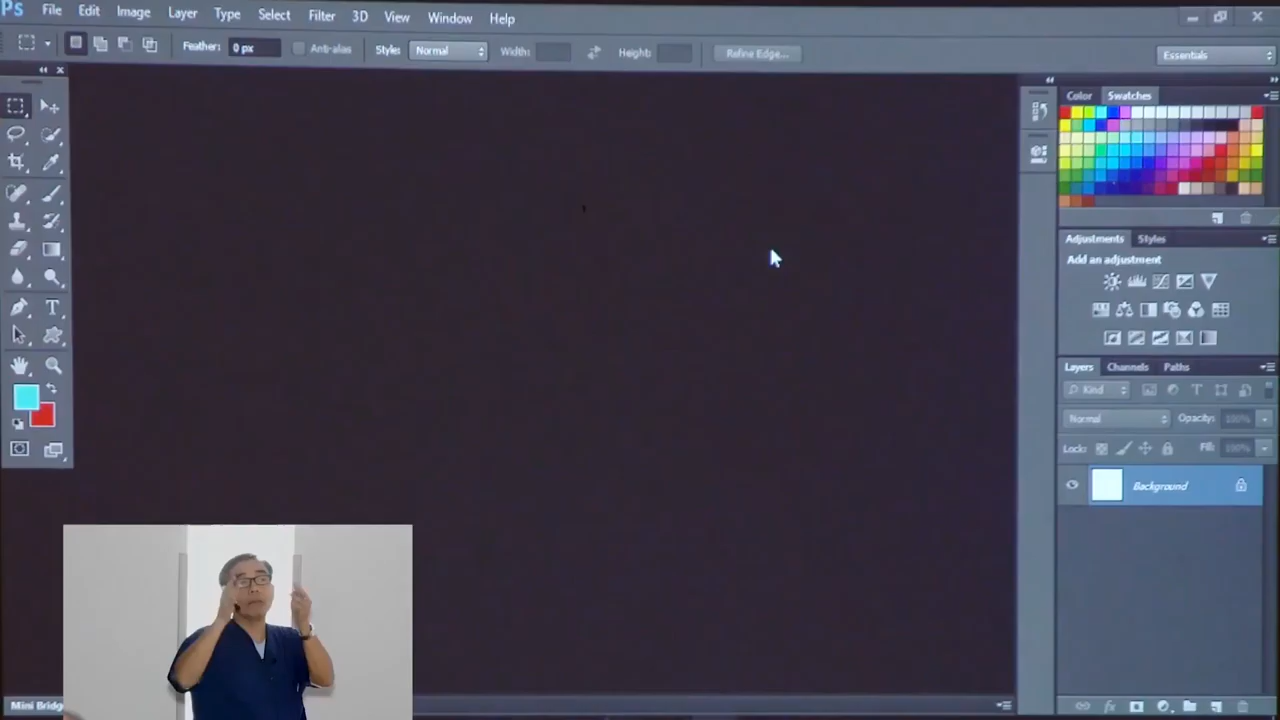 Ps File Edit Image Layer Type Select Filter 3D View Window Help
Feather: 0 px Anti-alias Style: Normal Width: Height: Refine Edge... Essentials
Color Swatches
Adjustments Styles
Add an adjustment
Layers Channels Paths
Kind
Normal Opacity: 100%
Lock: Fill: 100%
Background
Mini Bridg